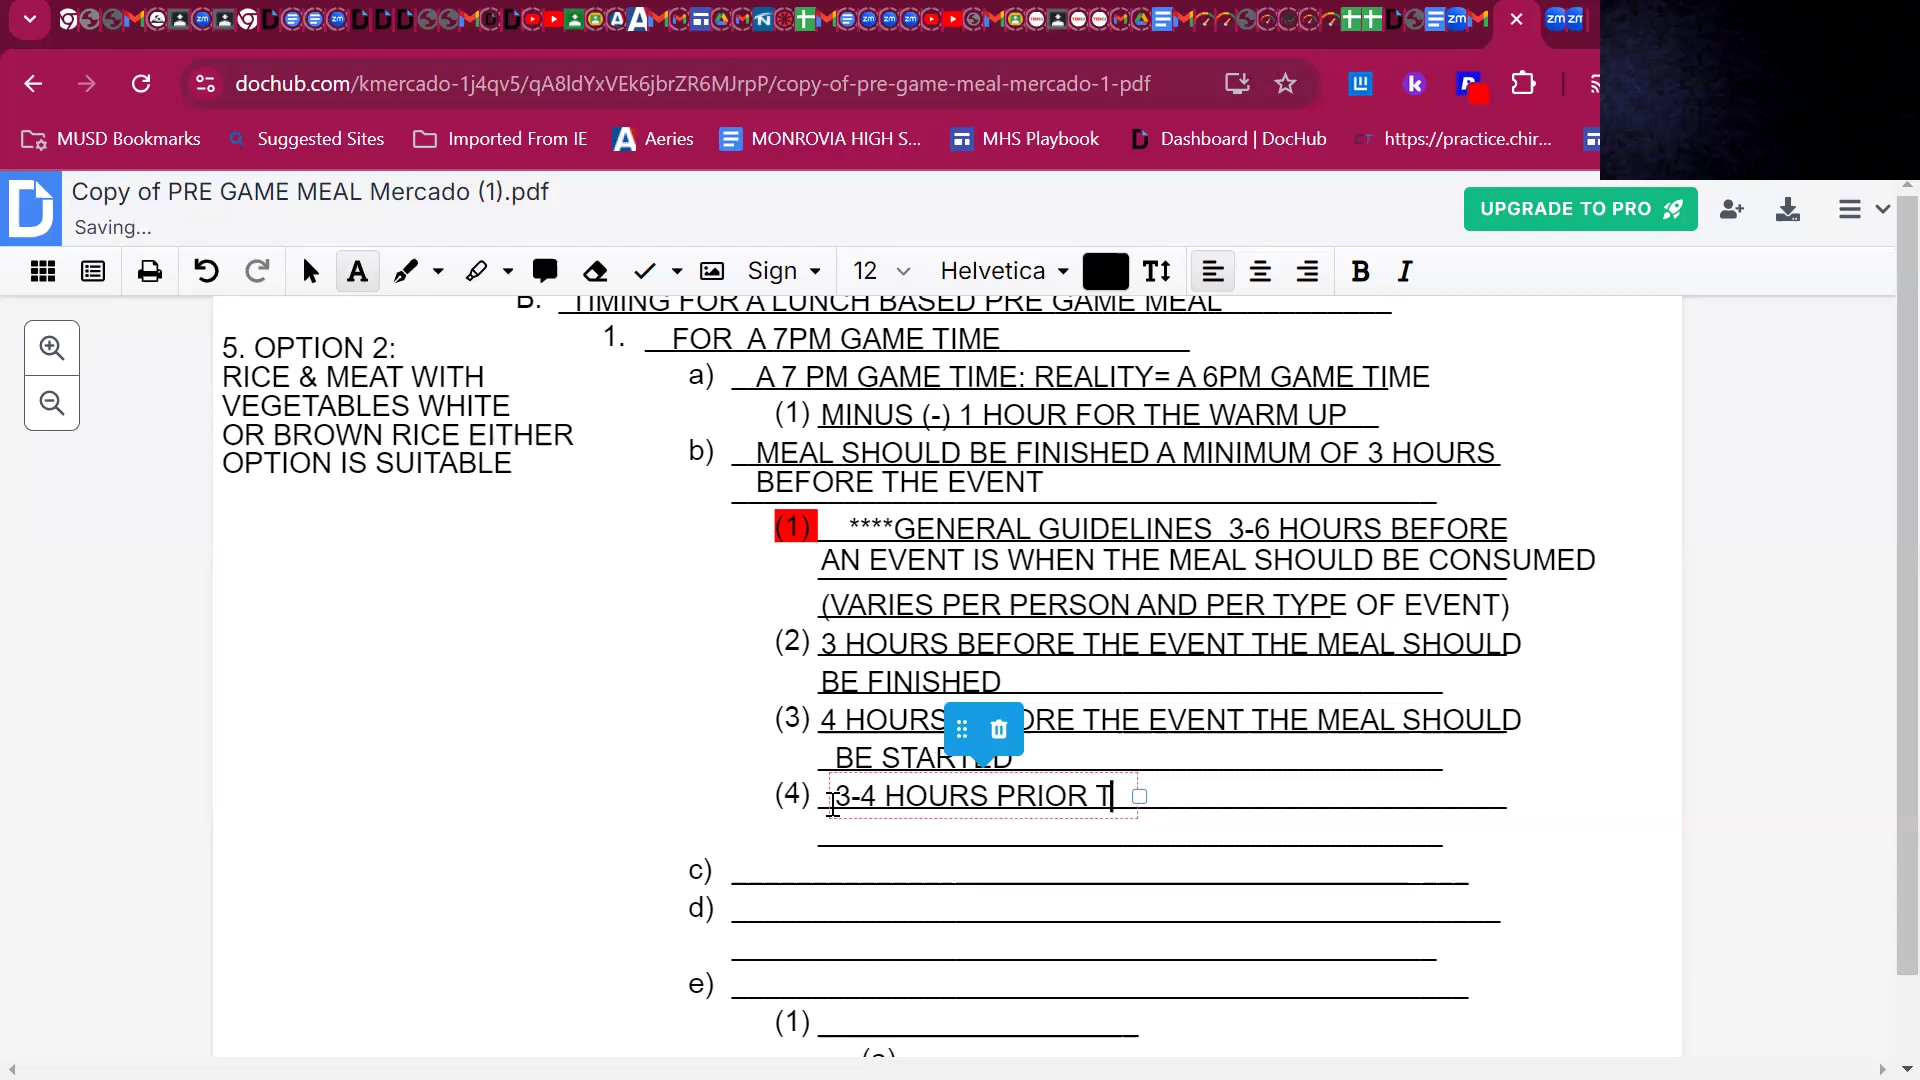 dochub.com/kmercado-1j4qv5/qA8ldYxVEk6jbrZR6MJrpP/copy-of-pre-game-meal-mercado-1-pdf
MUSD Bookmarks Suggested Sites Imported From IE Aeries MONROVIA HIGH S... MHS Playbook Dashboard | DocHub https://practice.chir...
Copy of PRE GAME MEAL Mercado (1).pdf
Saving...
UPGRADE TO PRO
Sign 12 Helvetica B I
B. TIMING FOR A LUNCH BASED PRE GAME MEAL
5. OPTION 2:
RICE & MEAT WITH
VEGETABLES WHITE
OR BROWN RICE EITHER
OPTION IS SUITABLE
1. FOR A 7PM GAME TIME
a) A 7 PM GAME TIME: REALITY= A 6PM GAME TIME
(1) MINUS (-) 1 HOUR FOR THE WARM UP
b) MEAL SHOULD BE FINISHED A MINIMUM OF 3 HOURS
BEFORE THE EVENT
(1) ****GENERAL GUIDELINES 3-6 HOURS BEFORE
AN EVENT IS WHEN THE MEAL SHOULD BE CONSUMED
(VARIES PER PERSON AND PER TYPE OF EVENT)
(2) 3 HOURS BEFORE THE EVENT THE MEAL SHOULD
BE FINISHED
(3) 4 HOURS ORE THE EVENT THE MEAL SHOULD
BE STARTED
(4) 3-4 HOURS PRIOR T
c)
d)
e)
(1)